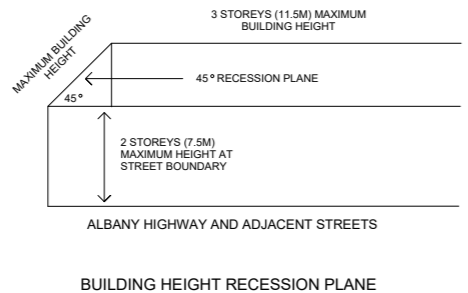 3 STOREYS (11.5M) MAXIMUM
BUILDING HEIGHT
MAXIMUM BUILDING
HEIGHT
45° RECESSION PLANE
45°
2 STOREYS (7.5M)
MAXIMUM HEIGHT AT
STREET BOUNDARY
ALBANY HIGHWAY AND ADJACENT STREETS
BUILDING HEIGHT RECESSION PLANE